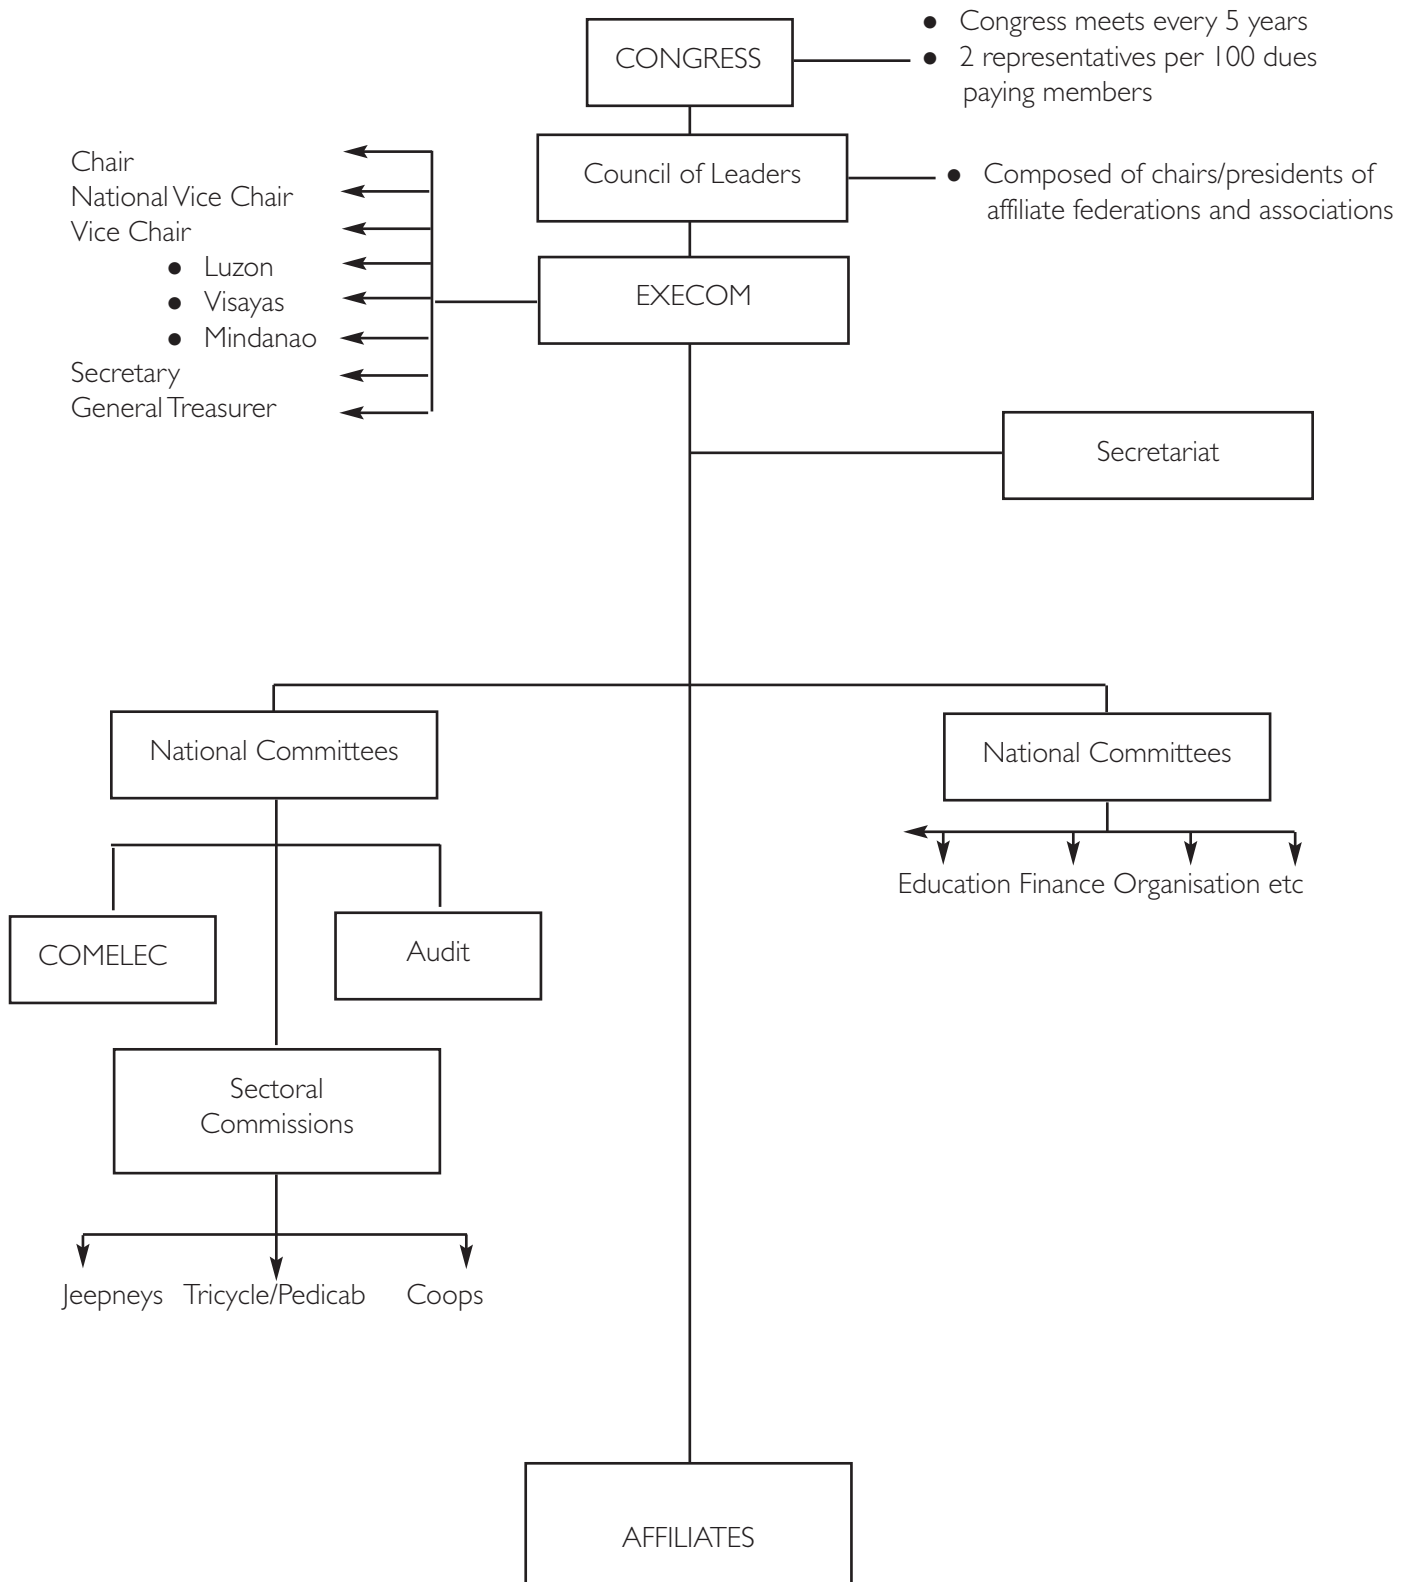 CONGRESS
● Congress meets every 5 years
● 2 representatives per 100 dues
paying members
Council of Leaders
● Composed of chairs/presidents of
affiliate federations and associations
Chair
National Vice Chair
Vice Chair
● Luzon
● Visayas
● Mindanao
Secretary
General Treasurer
EXECOM
Secretariat
National Committees
National Committees
Education Finance Organisation etc
COMELEC
Audit
Sectoral
Commissions
Jeepneys Tricycle/Pedicab Coops
AFFILIATES